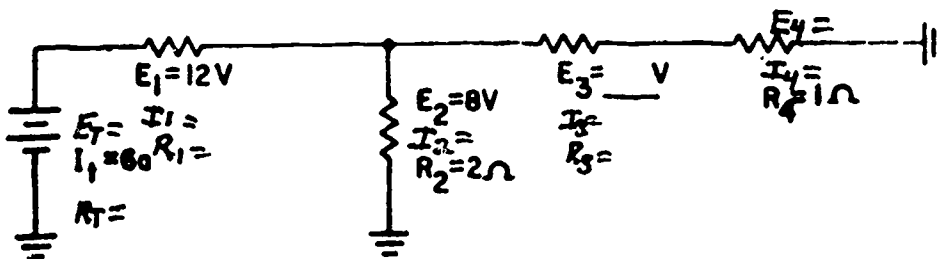 E1=12V
I1=
R1=
ET=
It=6a
RT=
E2=8V
I2=
R2=2Ω
E3=___V
I3=
R3=
E4=
I4=
R4=1Ω